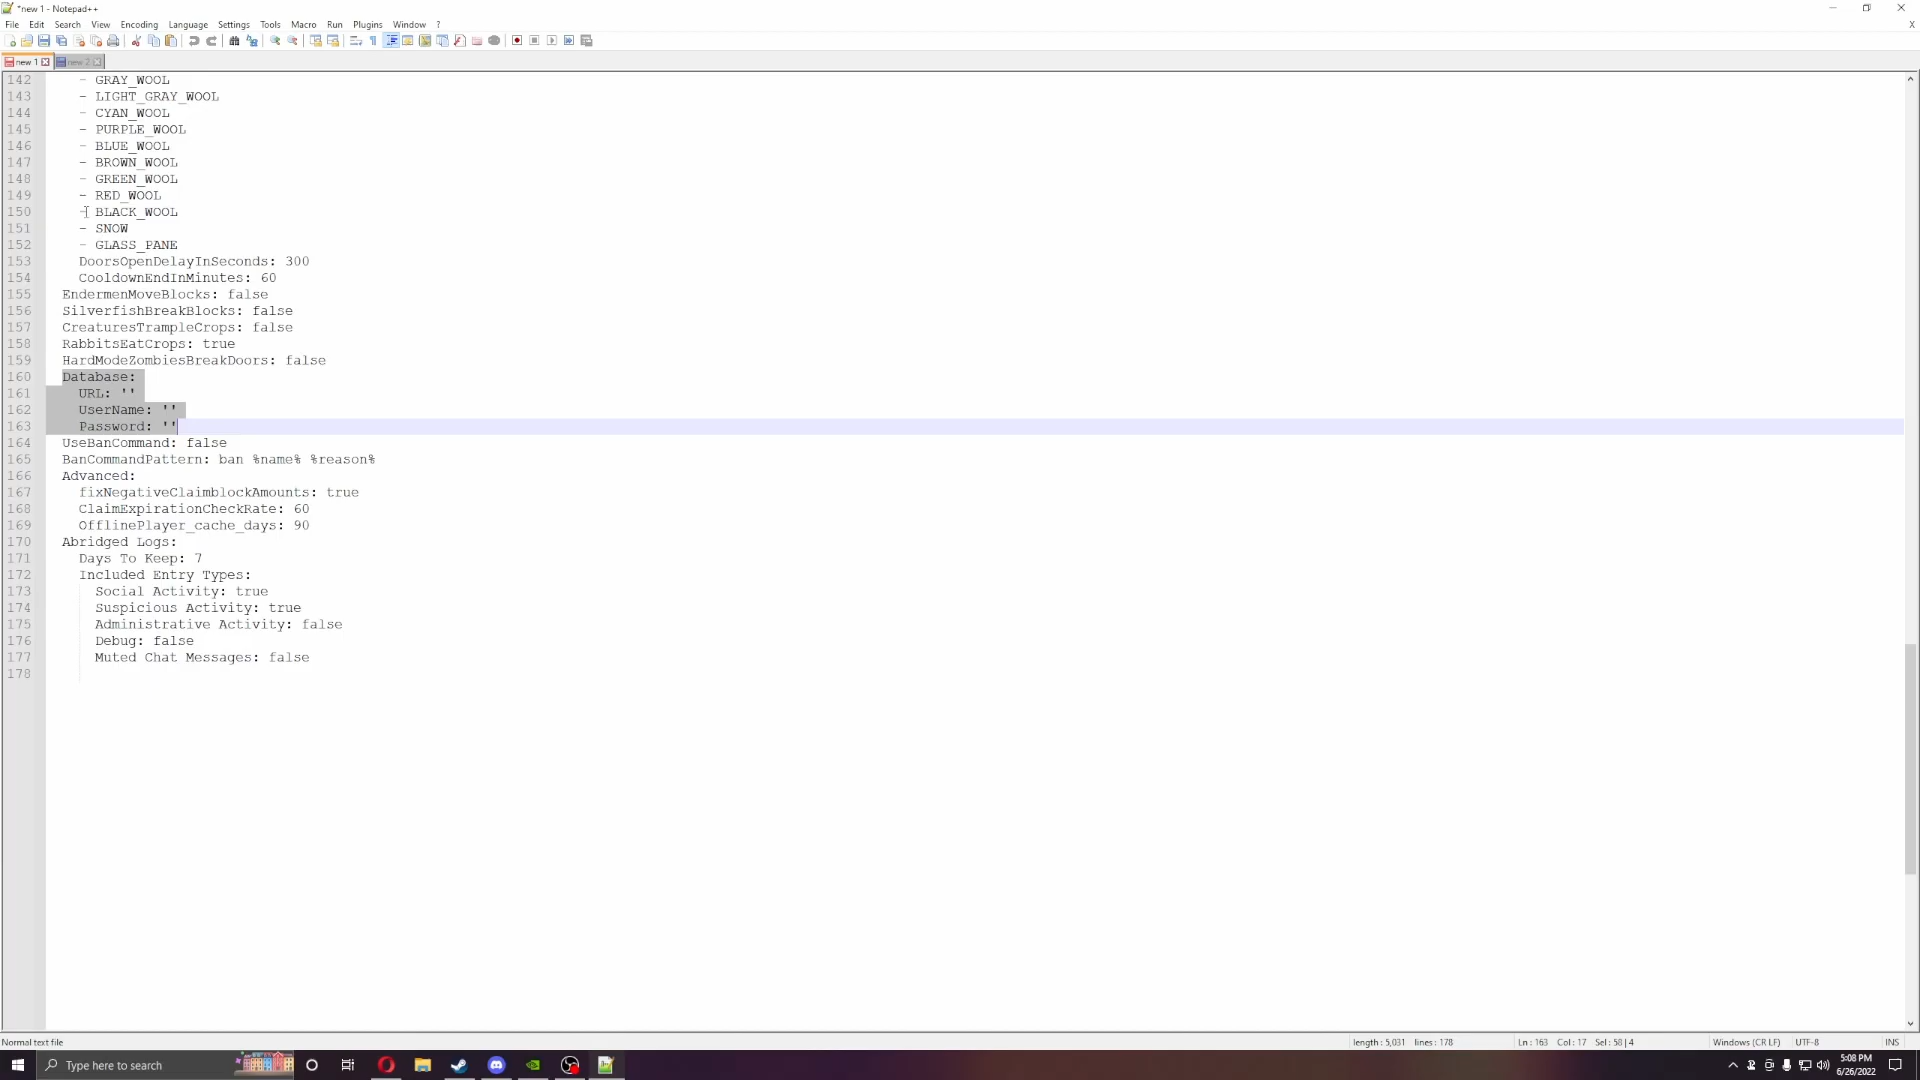 *new 1 - Notepad++
File Edit Search View Encoding Language Settings Tools Macro Run Plugins Window ?
X
new 1 new 2
142 - GRAY_WOOL
143 - LIGHT_GRAY_WOOL
144 - CYAN_WOOL
145 - PURPLE_WOOL
146 - BLUE_WOOL
147 - BROWN_WOOL
148 - GREEN_WOOL
149 - RED_WOOL
150 - BLACK_WOOL
151 - SNOW
152 - GLASS_PANE
153 DoorsOpenDelayInSeconds: 300
154 CooldownEndInMinutes: 60
155 EndermenMoveBlocks: false
156 SilverfishBreakBlocks: false
157 CreaturesTrampleCrops: false
158 RabbitsEatCrops: true
159 HardModeZombiesBreakDoors: false
160 Database:
161 URL: ''
162 UserName: ''
163 Password: ''
164 UseBanCommand: false
165 BanCommandPattern: ban %name% %reason%
166 Advanced:
167 fixNegativeClaimblockAmounts: true
168 ClaimExpirationCheckRate: 60
169 OfflinePlayer_cache_days: 90
170 Abridged Logs:
171 Days To Keep: 7
172 Included Entry Types:
173 Social Activity: true
174 Suspicious Activity: true
175 Administrative Activity: false
176 Debug: false
177 Muted Chat Messages: false
178
Normal text file length : 5,031 lines : 178 Ln : 163 Col : 17 Sel : 58 | 4 Windows (CR LF) UTF-8 INS
Type here to search
5:08 PM
6/26/2022